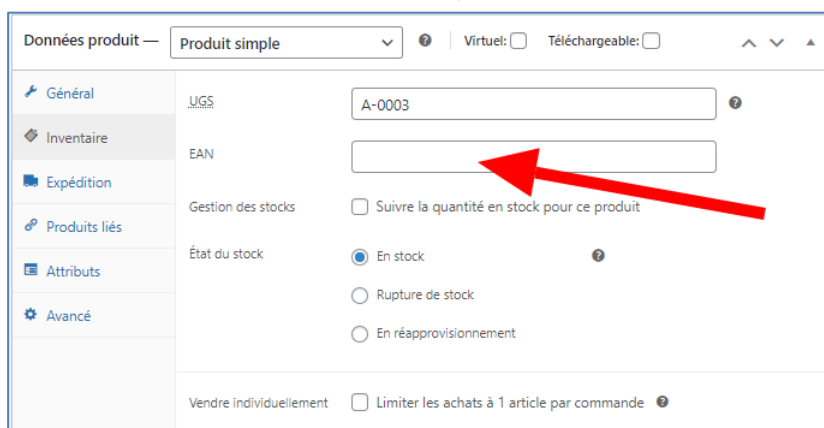 Données produit — Produit simple Virtuel: Téléchargeable:
Général
Inventaire
Expédition
Produits liés
Attributs
Avancé
UGS A-0003
EAN
Gestion des stocks Suivre la quantité en stock pour ce produit
État du stock En stock
Rupture de stock
En réapprovisionnement
Vendre individuellement Limiter les achats à 1 article par commande